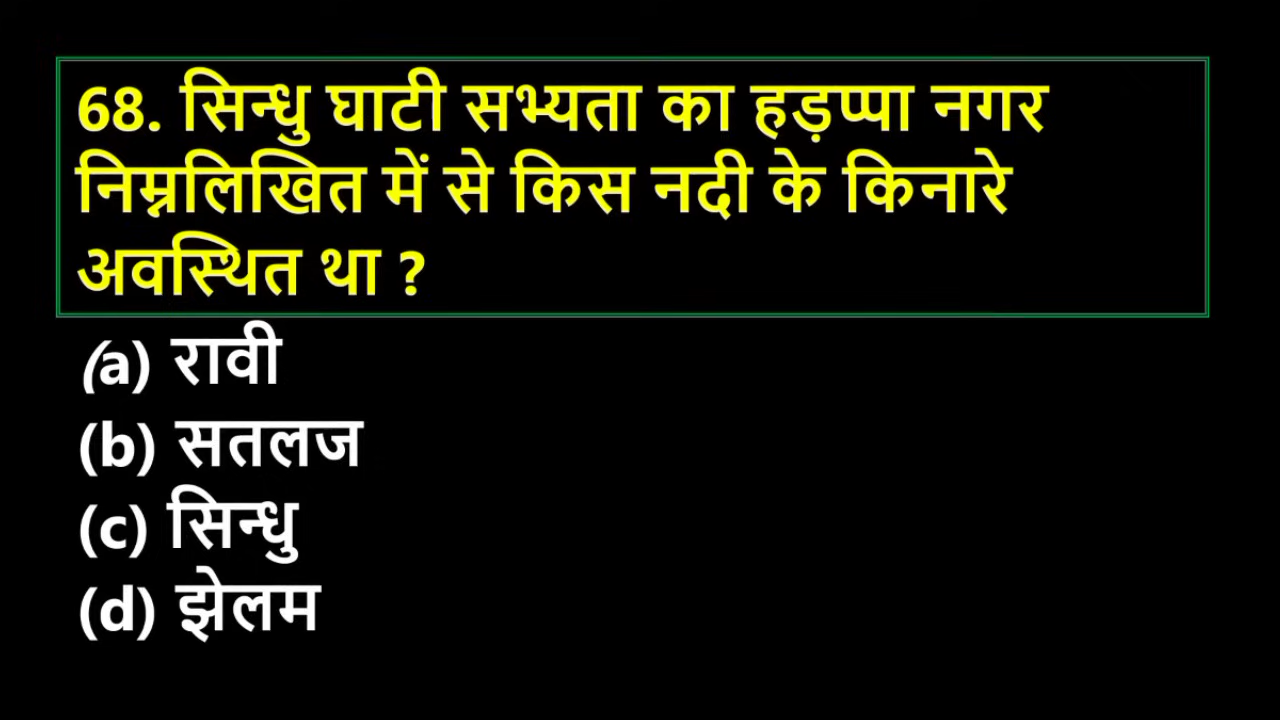 68. सिन्धु घाटी सभ्यता का हड़प्पा नगर
निम्नलिखित में से किस नदी के किनारे
अवस्थित था ?
(a) रावी
(b) सतलज
(c) सिन्धु
(d) झेलम